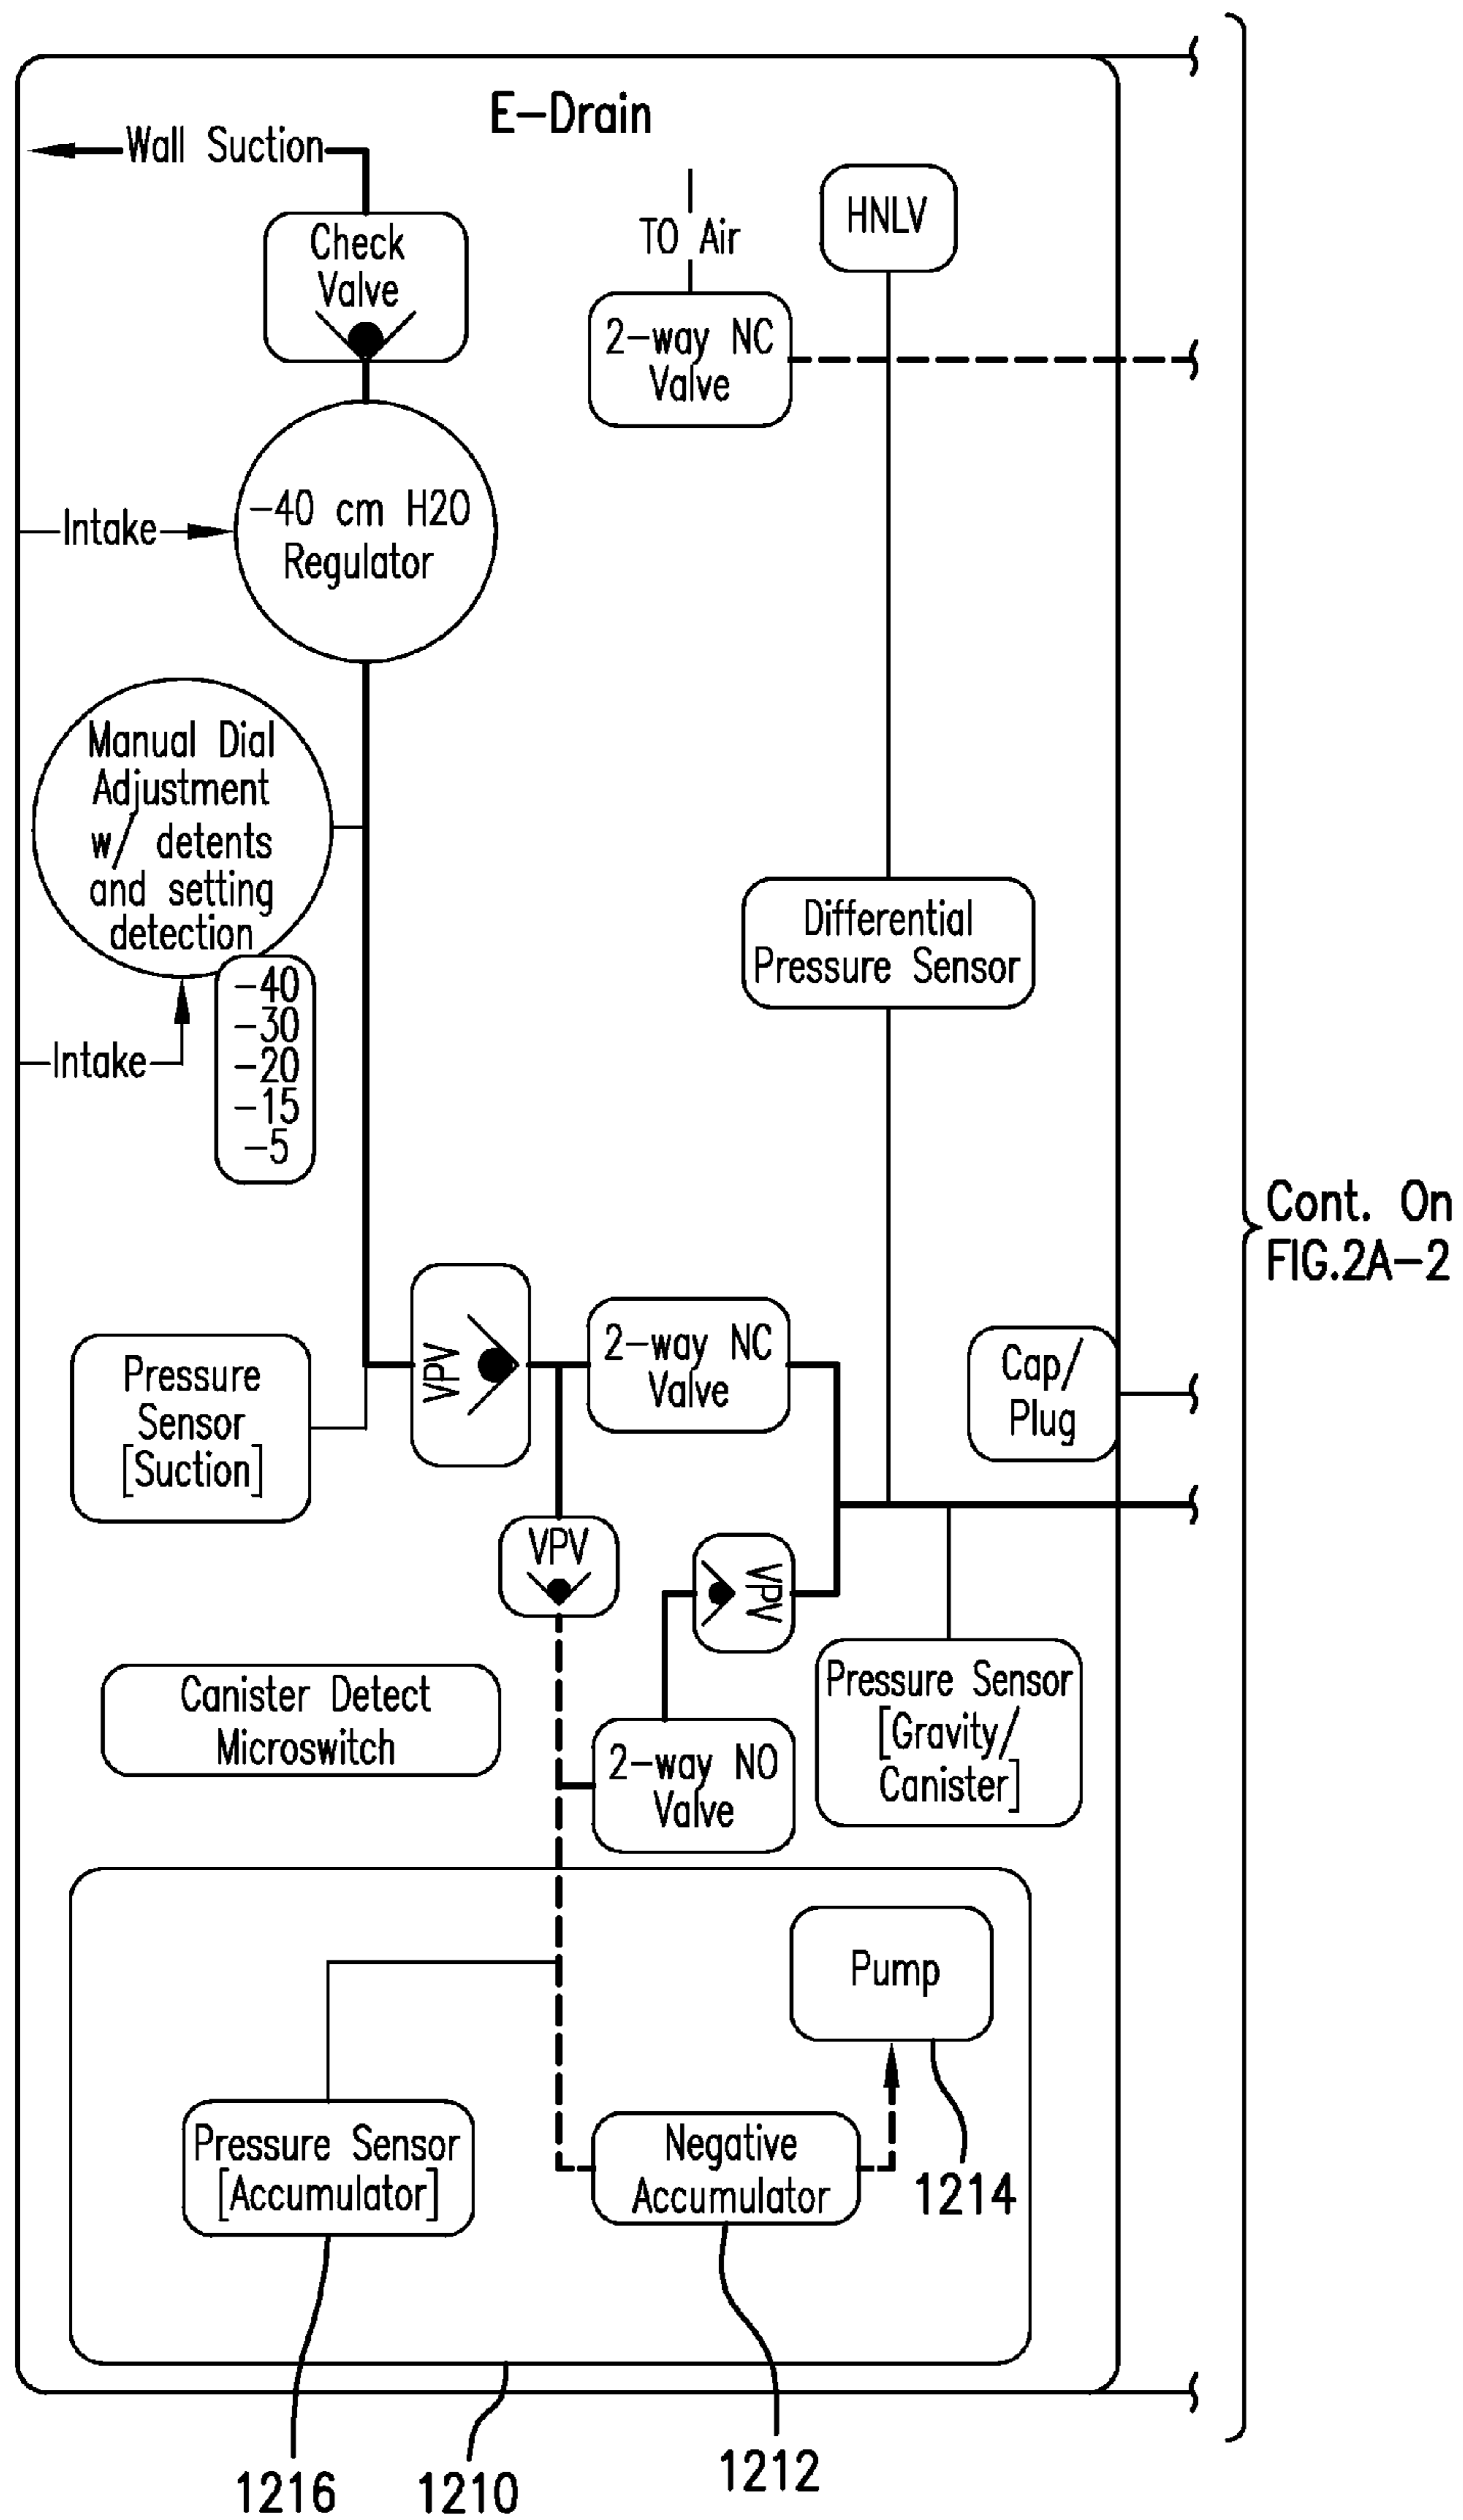 E-Drain
Wall Suction
Check
Valve
TO Air
HNLV
2-way NC
Valve
Intake
-40 cm H2O
Regulator
Manual Dial
Adjustment
w/ detents
and setting
detection
-40
-30
-20
-15
-5
Intake
Differential
Pressure Sensor
Cont. On
FIG.2A-2
Pressure
Sensor
[Suction]
VPV
2-way NC
Valve
Cap/
Plug
VPV
VPV
Canister Detect
Microswitch
2-way NO
Valve
Pressure Sensor
[Gravity/
Canister]
Pump
Pressure Sensor
[Accumulator]
Negative
Accumulator
1214
1216
1210
1212